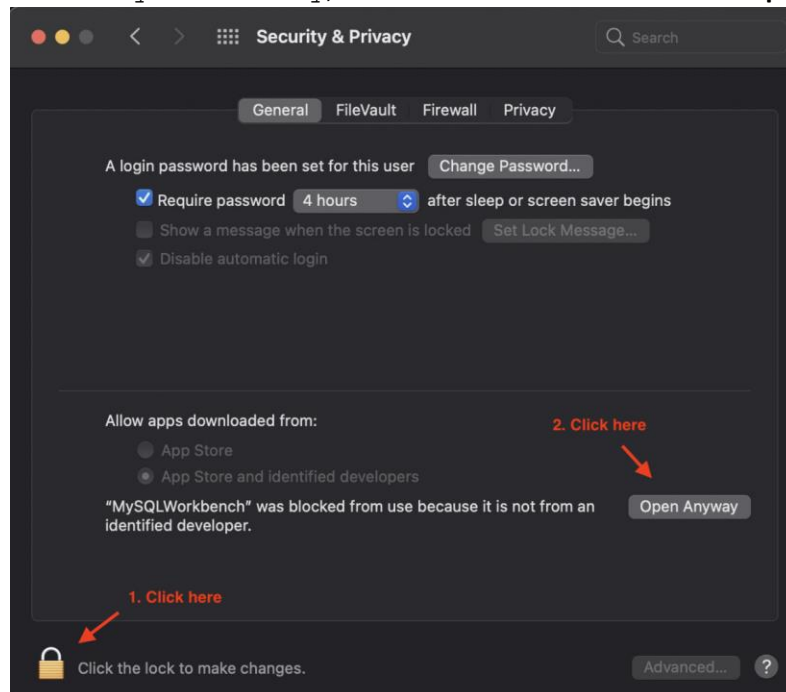 Security & Privacy
Search
General FileVault Firewall Privacy
A login password has been set for this user Change Password...
Require password 4 hours after sleep or screen saver begins
Show a message when the screen is locked Set Lock Message...
Disable automatic login
Allow apps downloaded from:
2. Click here
App Store
App Store and identified developers
“MySQLWorkbench” was blocked from use because it is not from an
identified developer.
Open Anyway
1. Click here
Click the lock to make changes.
Advanced... ?